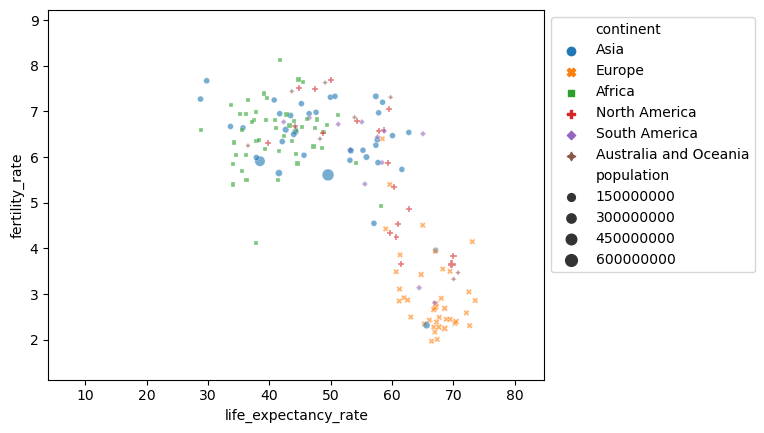 9
8
7
6
5
4
3
2
fertility_rate
10 20 30 40 50 60 70 80
life_expectancy_rate
continent
Asia
Europe
Africa
North America
South America
Australia and Oceania
population
150000000
300000000
450000000
600000000